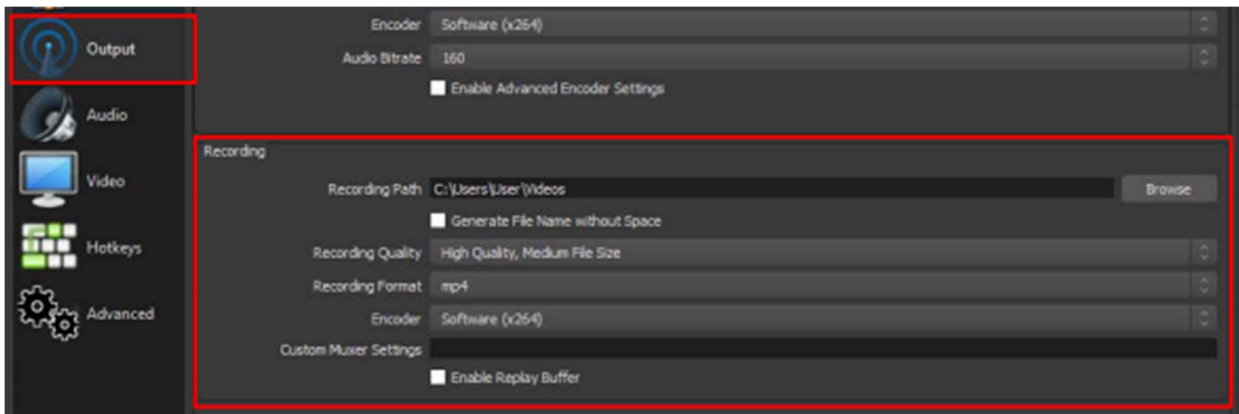 Output
Audio
Video
Hotkeys
Advanced
Encoder Software (x264)
Audio Bitrate 160
Enable Advanced Encoder Settings
Recording
Recording Path C:\Users\User\Videos Browse
Generate File Name without Space
Recording Quality High Quality, Medium File Size
Recording Format mp4
Encoder Software (x264)
Custom Muxer Settings
Enable Replay Buffer